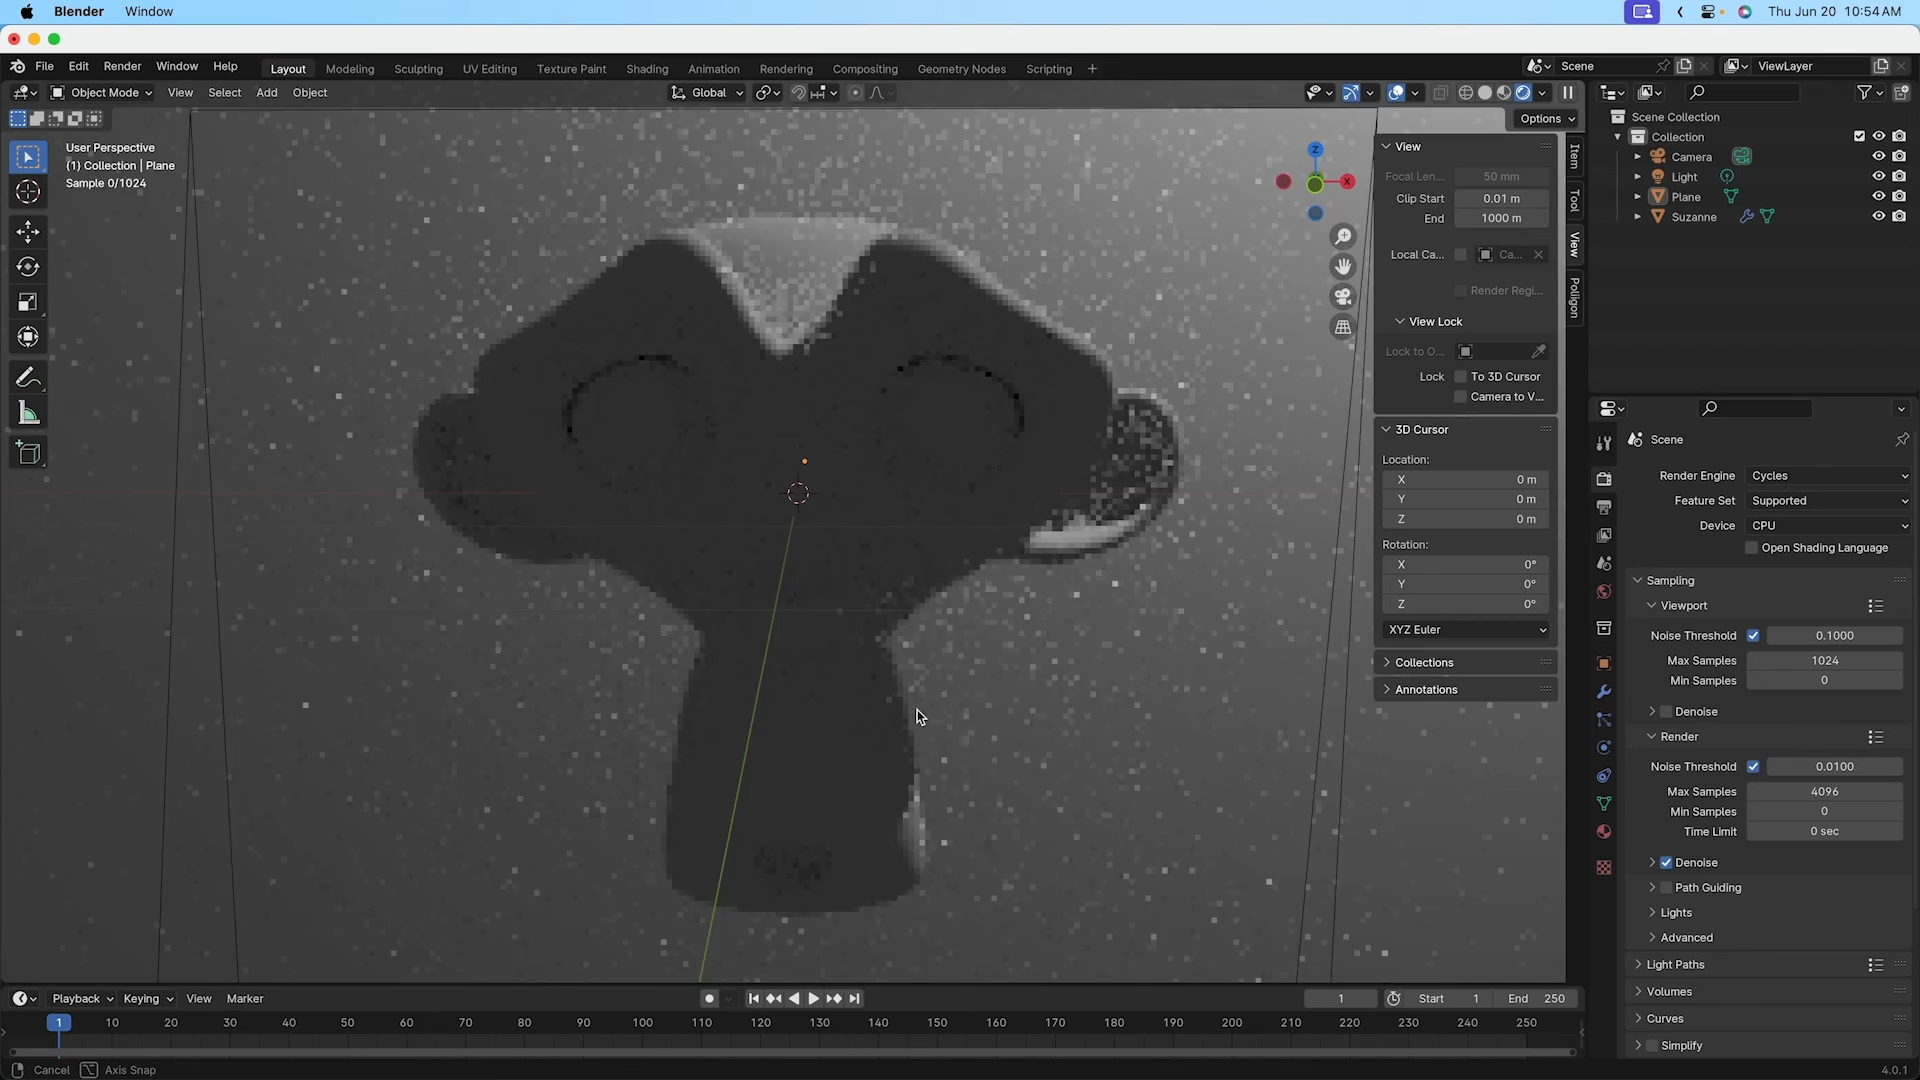 Blender Window Thu Jun 20 10:54 AM
File Edit Render Window Help Layout Modeling Sculpting UV Editing Texture Paint Shading Animation Rendering Compositing Geometry Nodes Scripting + Scene ViewLayer
Object Mode View Select Add Object Global
Options
User Perspective
(1) Collection | Plane
Sample 0/1024
Z
X
View
Focal Len... 50 mm
Clip Start 0.01 m
End 1000 m
Local Ca... Ca...
Render Regi...
View Lock
Lock to O...
Lock To 3D Cursor
Camera to V...
3D Cursor
Location:
X 0 m
Y 0 m
Z 0 m
Rotation:
X 0°
Y 0°
Z 0°
XYZ Euler
Collections
Annotations
Item
Tool
View
Poliigon
Scene Collection
Collection
Camera
Light
Plane
Suzanne
Scene
Render Engine Cycles
Feature Set Supported
Device CPU
Open Shading Language
Sampling
Viewport
Noise Threshold 0.1000
Max Samples 1024
Min Samples 0
Denoise
Render
Noise Threshold 0.0100
Max Samples 4096
Min Samples 0
Time Limit 0 sec
Denoise
Path Guiding
Lights
Advanced
Light Paths
Volumes
Curves
Simplify
Playback Keying View Marker 1 Start 1 End 250
1 10 20 30 40 50 60 70 80 90 100 110 120 130 140 150 160 170 180 190 200 210 220 230 240 250
Cancel Axis Snap 4.0.1